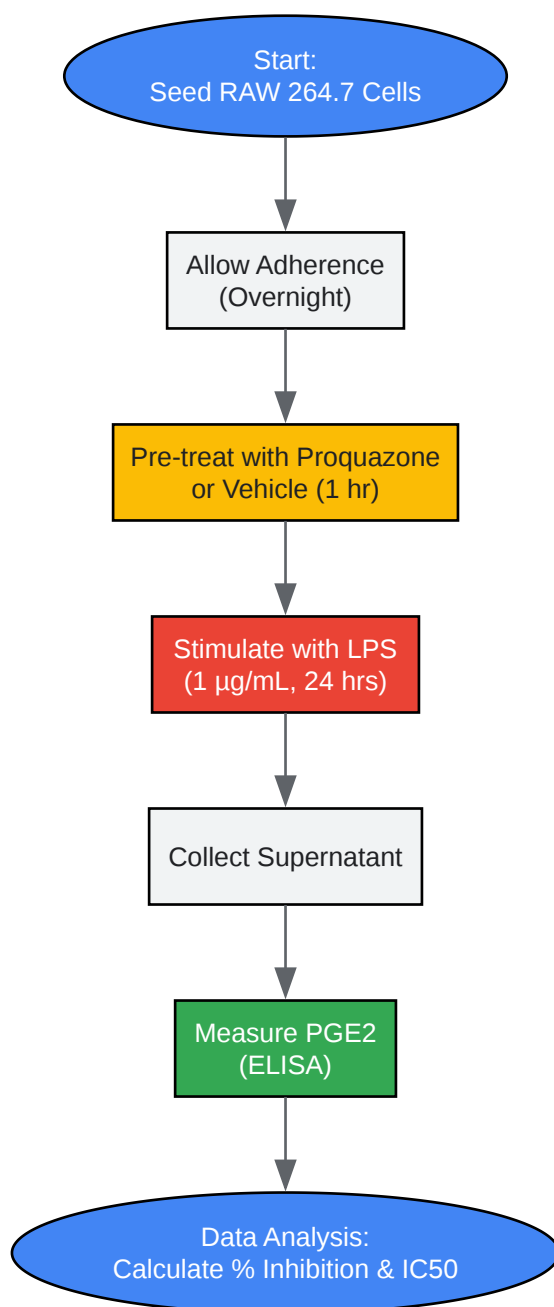 Start:
Seed RAW 264.7 Cells
Allow Adherence
(Overnight)
Pre-treat with Proquazone
or Vehicle (1 hr)
Stimulate with LPS
(1 µg/mL, 24 hrs)
Collect Supernatant
Measure PGE2
(ELISA)
Data Analysis:
Calculate % Inhibition & IC50